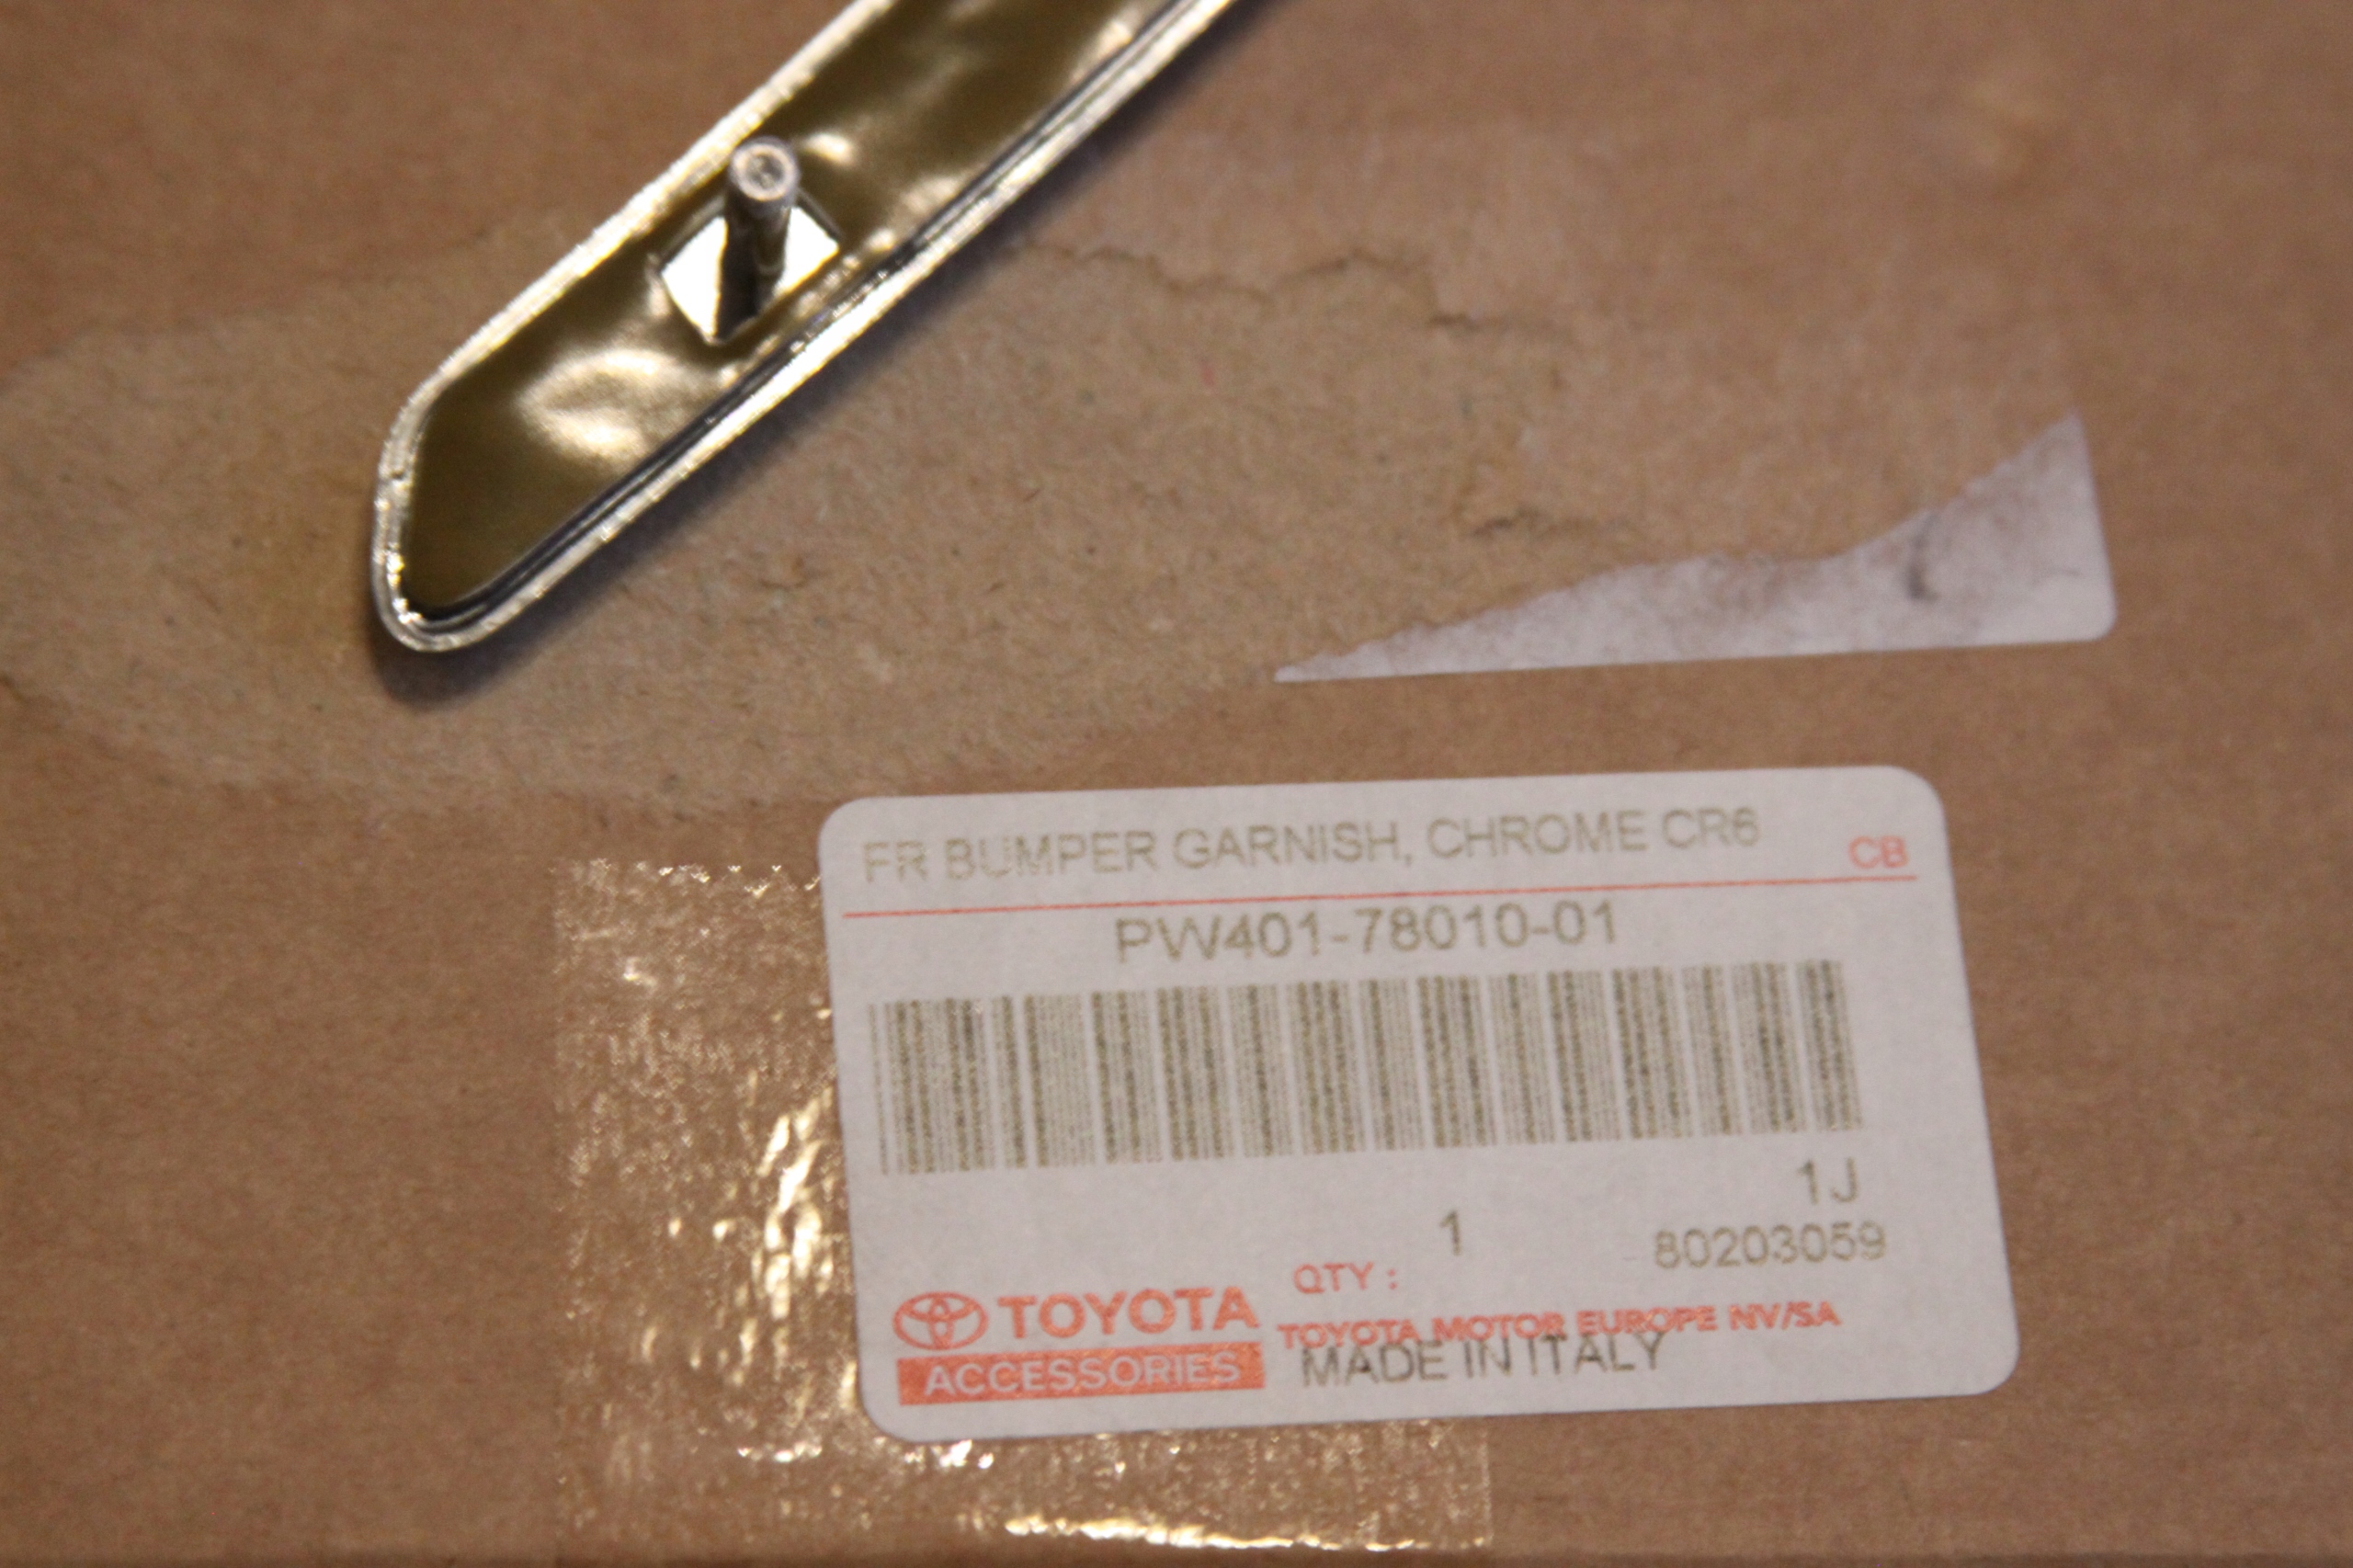 FR BUMPER GARNISH, CHROME CR6
CB
PW401-78010-01
1J
1
80203059
QTY :
TOYOTA
TOYOTA MOTOR EUROPE NV/SA
ACCESSORIES
MADE IN ITALY